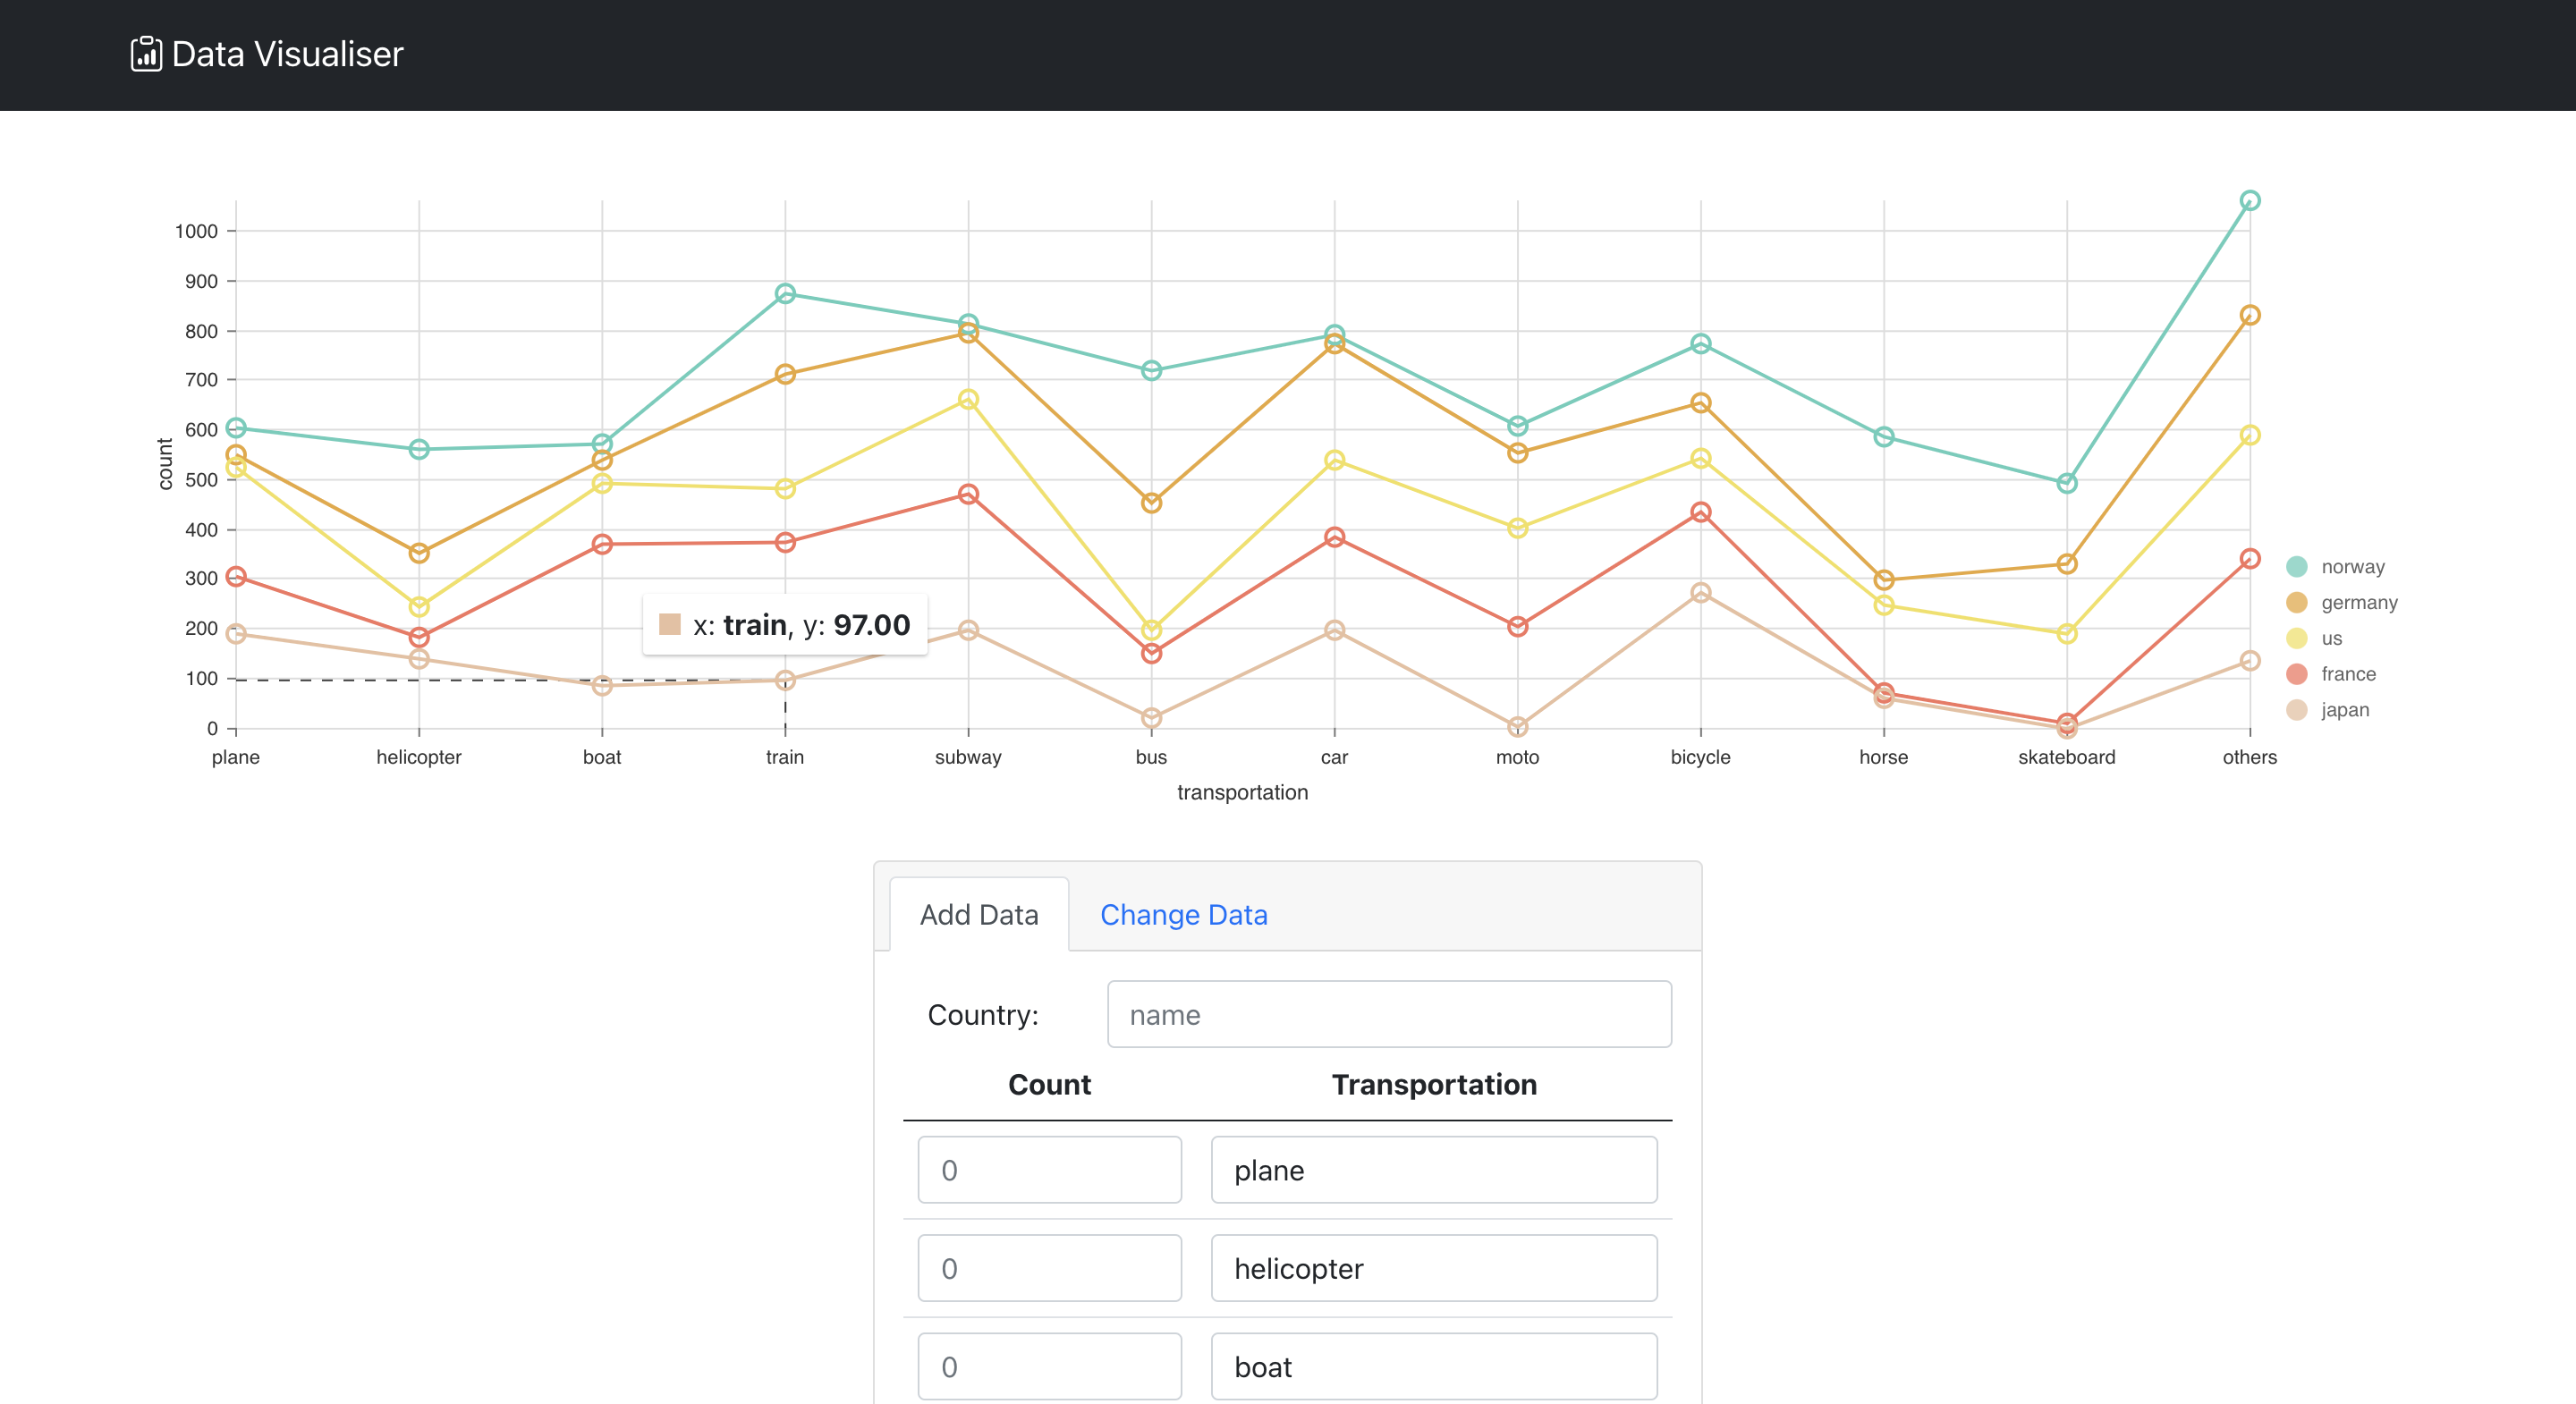 Data Visualiser
1000
900
800
700
600
500
400
300
200
100
0
count
x: train, y: 97.00
norway
germany
us
france
japan
plane helicopter boat train subway bus car moto bicycle horse skateboard others
transportation
Add Data Change Data
Country: name
Count Transportation
0 plane
0 helicopter
0 boat